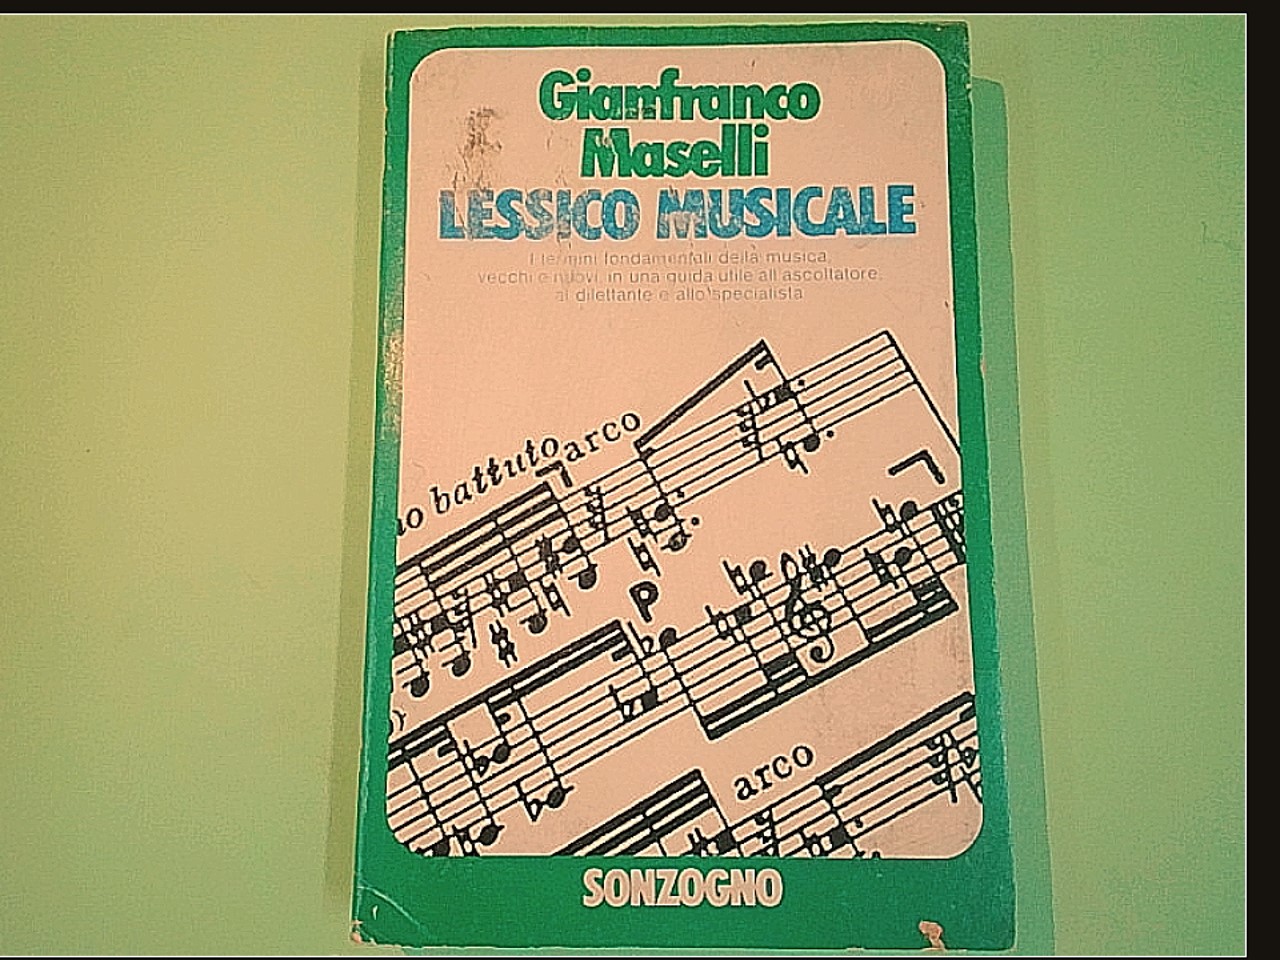 Gianfranco
Maselli
LESSICO MUSICALE
I termini fondamentali della musica,
vecchi e nuovi, in una guida utile all'ascoltatore,
al dilettante e allo specialista
battuto arco
P
arco
SONZOGNO